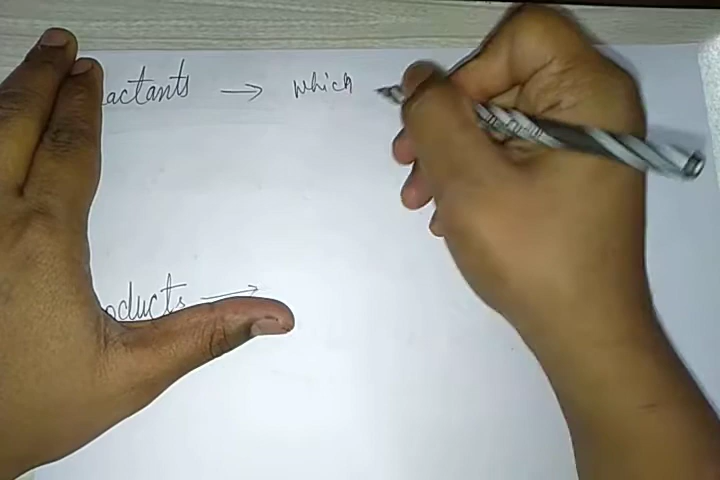 actants → which
oducts →